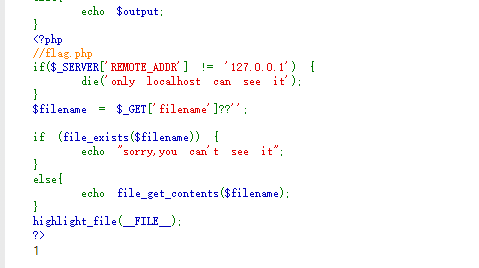 echo $output;
}
<?php
//flag.php
if($_SERVER['REMOTE_ADDR'] != '127.0.0.1') {
die('only localhost can see it');
}
$filename = $_GET['filename']??'';
if (file_exists($filename)) {
echo "sorry,you can't see it";
}
else{
echo file_get_contents($filename);
}
highlight_file(__FILE__);
?>
1